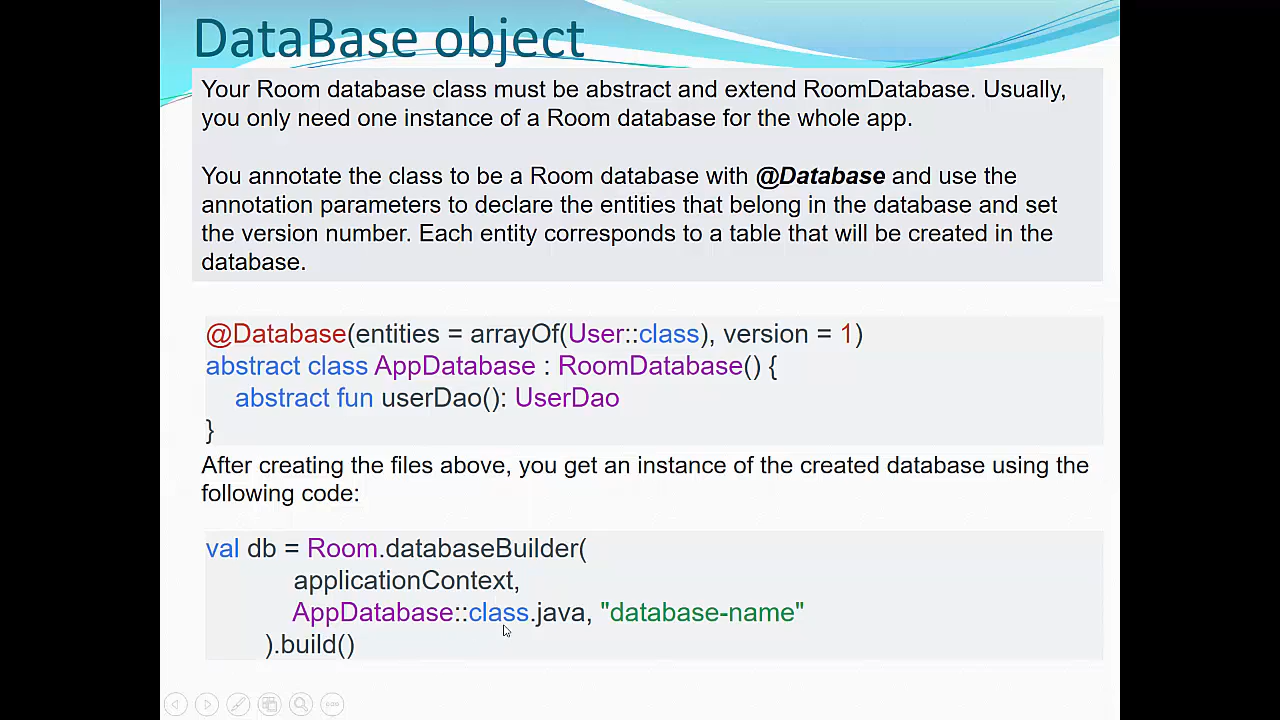 DataBase object
Your Room database class must be abstract and extend RoomDatabase. Usually,
you only need one instance of a Room database for the whole app.
You annotate the class to be a Room database with @Database and use the
annotation parameters to declare the entities that belong in the database and set
the version number. Each entity corresponds to a table that will be created in the
database.
@Database(entities = arrayOf(User::class), version = 1)
abstract class AppDatabase : RoomDatabase() {
abstract fun userDao(): UserDao
}
After creating the files above, you get an instance of the created database using the
following code:
val db = Room.databaseBuilder(
applicationContext,
AppDatabase::class.java, "database-name"
).build()